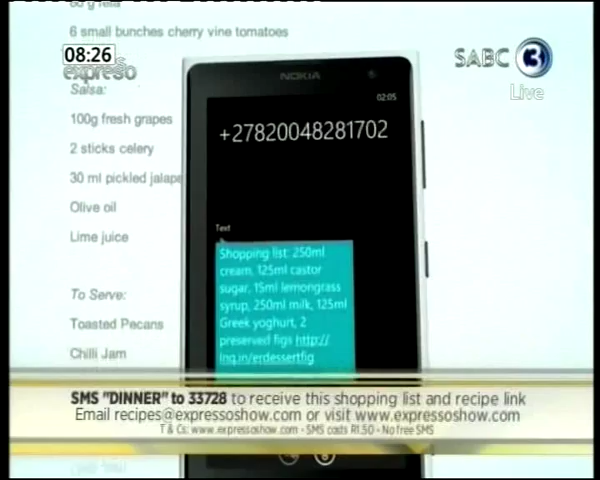 60 g feta
6 small bunches cherry vine tomatoes
08:26
expresso
SABC 3
Live
Salsa:
100g fresh grapes
2 sticks celery
30 ml pickled jalape
Olive oil
Lime juice
To Serve:
Toasted Pecans
Chilli Jam
NOKIA
02:05
+27820048281702
Text
Shopping list: 250ml
cream, 125ml castor
sugar, 15ml lemongrass
syrup, 250ml milk, 125ml
Greek yoghurt, 2
preserved figs http://
lnq.in/erdessertfig
SMS "DINNER" to 33728 to receive this shopping list and recipe link
Email recipes@expressoshow.com or visit www.expressoshow.com
T & Cs: www.expressoshow.com - SMS costs R1.50 - No free SMS